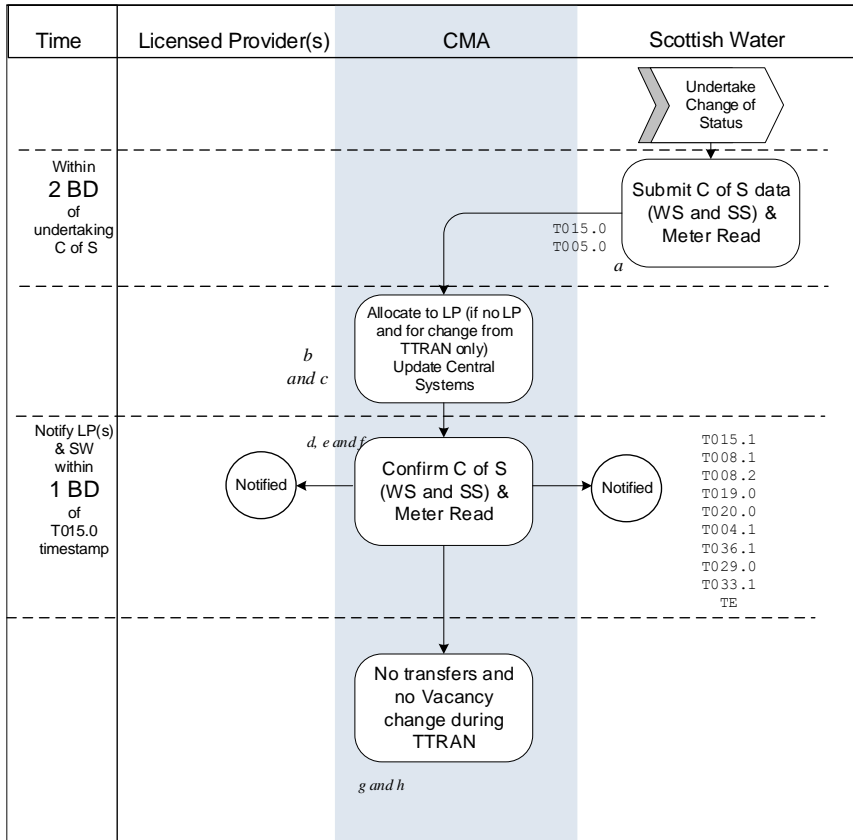 Time
Licensed Provider(s)
CMA
Scottish Water
Undertake
Change of
Status
Within
2 BD
of
undertaking
C of S
Submit C of S data
(WS and SS) &
Meter Read
T015.0
T005.0
a
Allocate to LP (if no LP
and for change from
TTRAN only)
Update Central
Systems
b
and c
Notify LP(s)
& SW
within
1 BD
of
T015.0
timestamp
d, e and f
Notified
Confirm C of S
(WS and SS) &
Meter Read
Notified
T015.1
T008.1
T008.2
T019.0
T020.0
T004.1
T036.1
T029.0
T033.1
TE
No transfers and
no Vacancy
change during
TTRAN
g and h